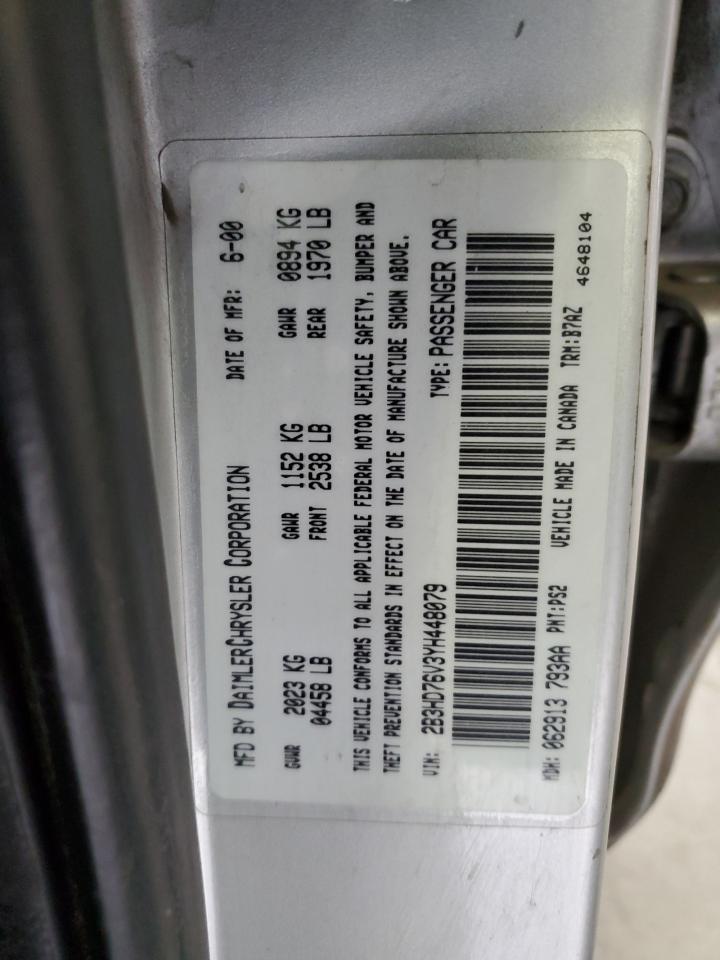 MFD BY DAIMLERCHRYSLER CORPORATION DATE OF MFR: 6-00
GVWR 2023 KG GAWR 1152 KG GAWR 0894 KG
04458 LB FRONT 2538 LB REAR 1970 LB
THIS VEHICLE CONFORMS TO ALL APPLICABLE FEDERAL MOTOR VEHICLE SAFETY, BUMPER AND
THEFT PREVENTION STANDARDS IN EFFECT ON THE DATE OF MANUFACTURE SHOWN ABOVE.
VIN: 2B3HD76V3YH448079 TYPE: PASSENGER CAR
MDH: 062913 793AA PNT:PS2 VEHICLE MADE IN CANADA TRM:B7AZ
4648104